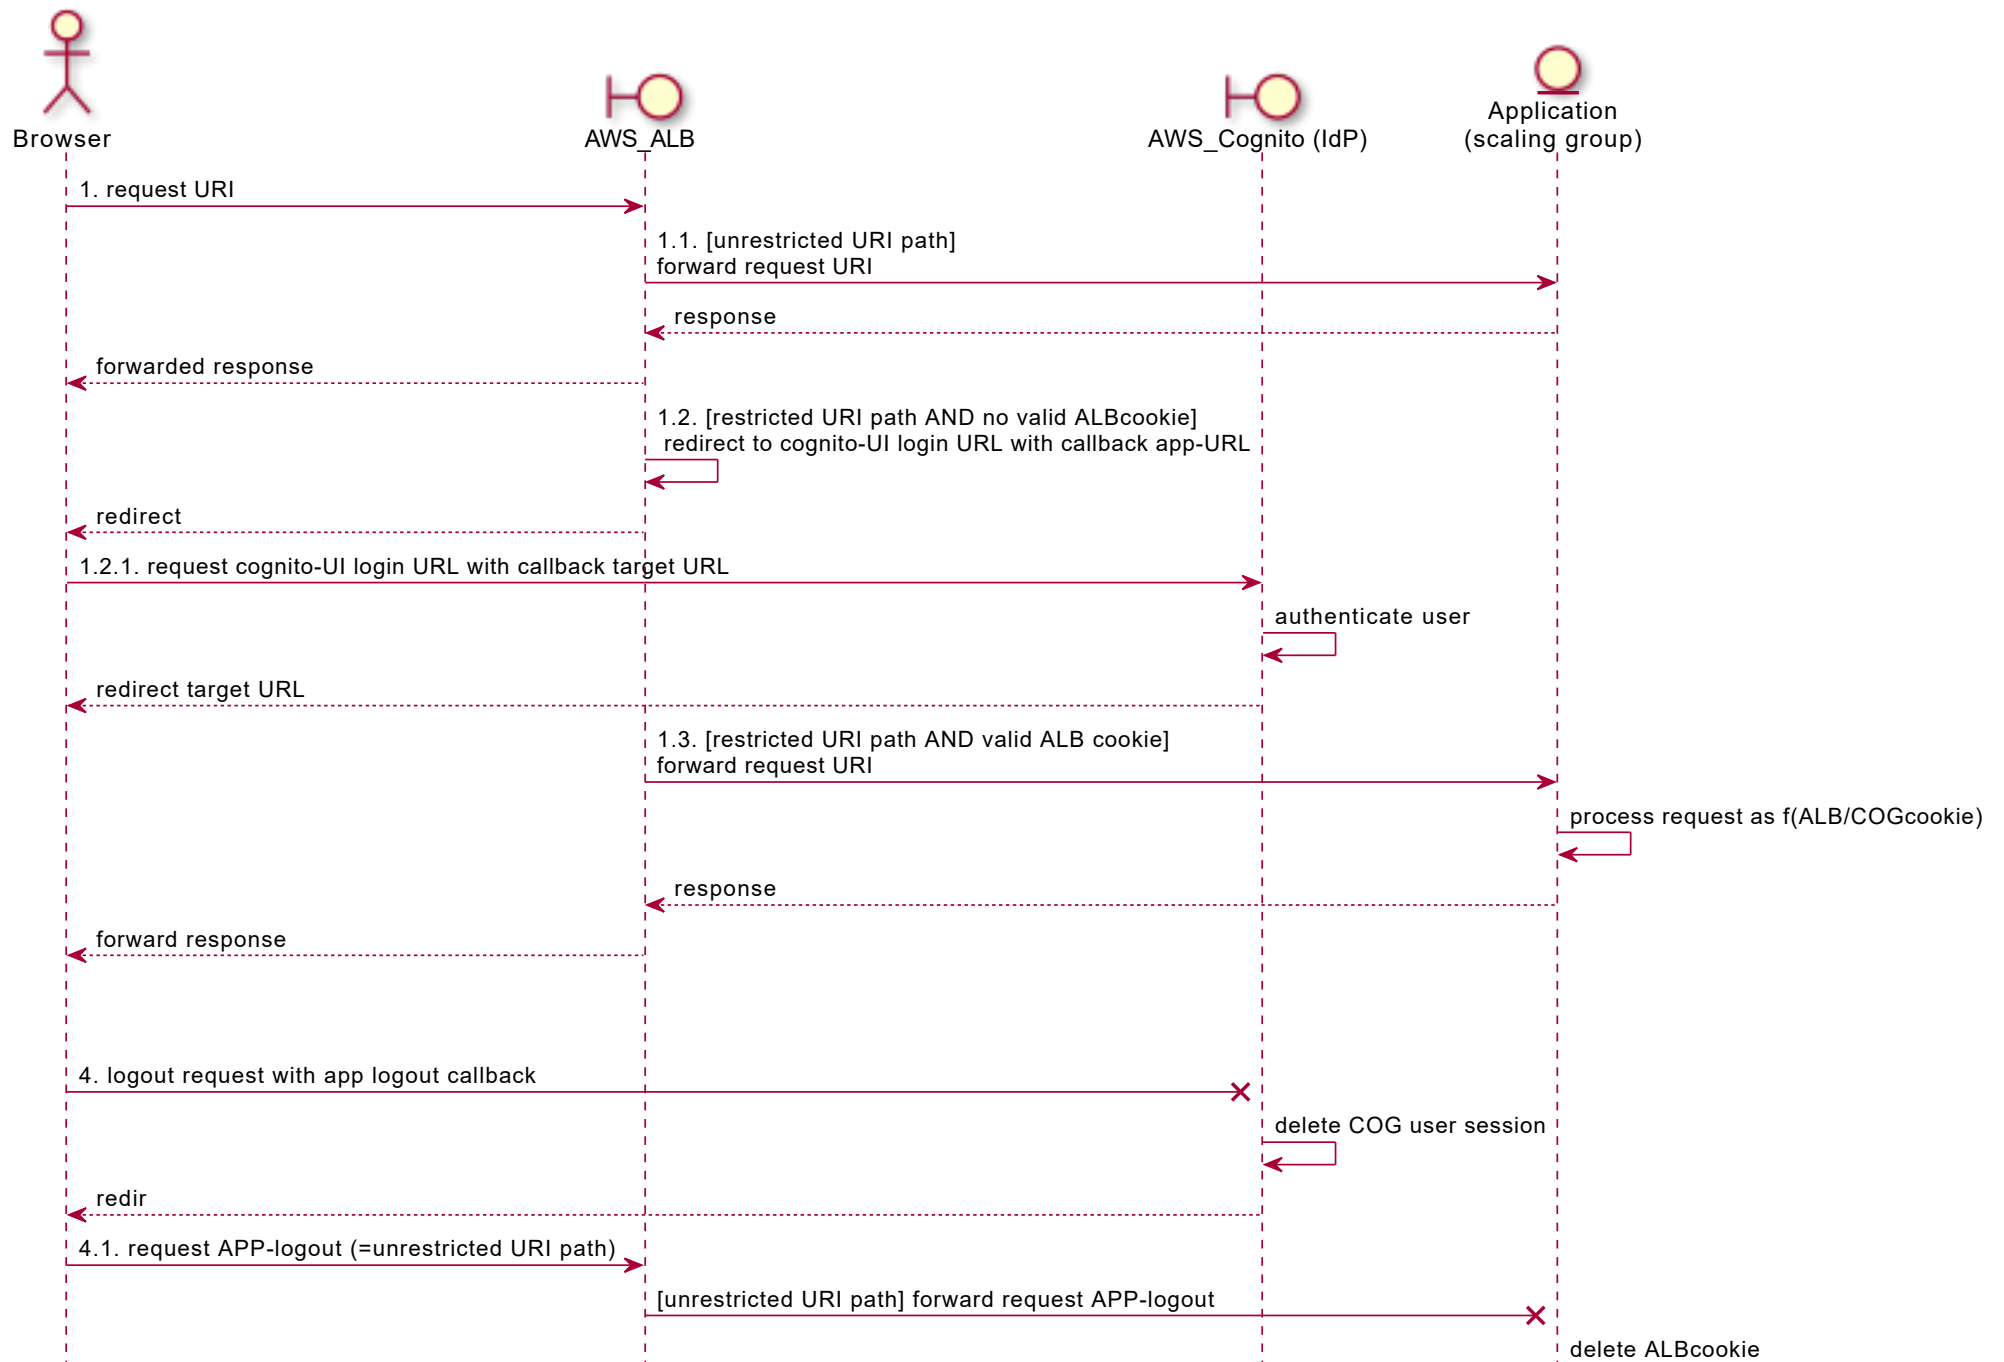 Browser
AWS_ALB
AWS_Cognito (IdP)
Application
(scaling group)
1. request URI
1.1. [unrestricted URI path]
forward request URI
response
forwarded response
1.2. [restricted URI path AND no valid ALBcookie]
redirect to cognito-UI login URL with callback app-URL
redirect
1.2.1. request cognito-UI login URL with callback target URL
authenticate user
redirect target URL
1.3. [restricted URI path AND valid ALB cookie]
forward request URI
process request as f(ALB/COGcookie)
response
forward response
4. logout request with app logout callback
delete COG user session
redir
4.1. request APP-logout (=unrestricted URI path)
[unrestricted URI path] forward request APP-logout
delete ALBcookie